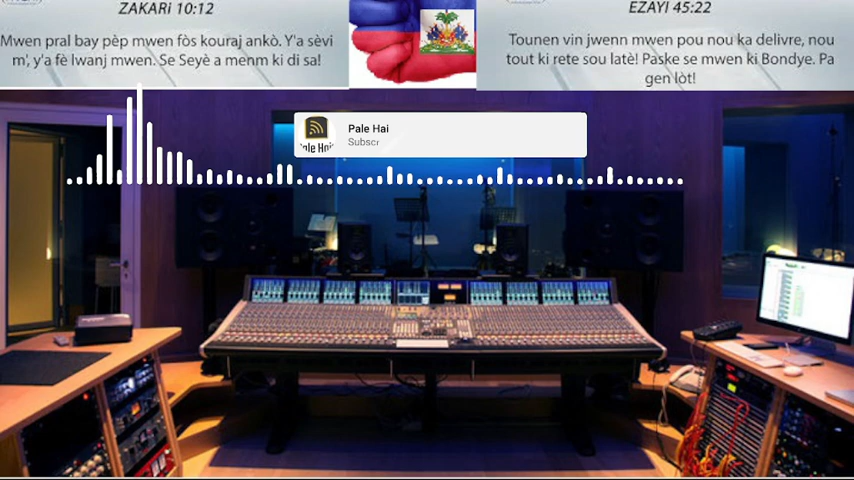 ZAKARi 10:12
Mwen pral bay pèp mwen fòs kouraj ankò. Y'a sèvi
m', y'a fè lwanj mwen. Se Seyè a menm ki di sa!
EZAYI 45:22
Tounen vin jwenn mwen pou nou ka delivre, nou
tout ki rete sou latè! Paske se mwen ki Bondye. Pa
gen lòt!
Pale Hai
Subscr